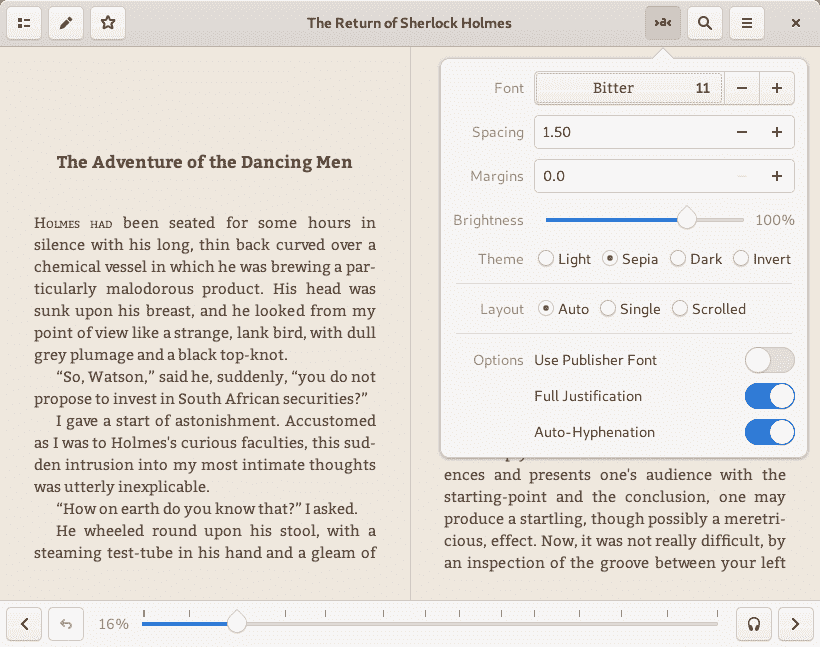 The Return of Sherlock Holmes
The Adventure of the Dancing Men
HOLMES HAD been seated for some hours in
silence with his long, thin back curved over a
chemical vessel in which he was brewing a par-
ticularly malodorous product. His head was
sunk upon his breast, and he looked from my
point of view like a strange, lank bird, with dull
grey plumage and a black top-knot.
“So, Watson,” said he, suddenly, “you do not
propose to invest in South African securities?”
I gave a start of astonishment. Accustomed
as I was to Holmes's curious faculties, this sud-
den intrusion into my most intimate thoughts
was utterly inexplicable.
“How on earth do you know that?” I asked.
He wheeled round upon his stool, with a
steaming test-tube in his hand and a gleam of
Font Bitter 11 − +
Spacing 1.50 − +
Margins 0.0 − +
Brightness 100%
Theme Light Sepia Dark Invert
Layout Auto Single Scrolled
Options Use Publisher Font
Full Justification
Auto-Hyphenation
ences and presents one's audience with the
starting-point and the conclusion, one may
produce a startling, though possibly a meretri-
cious, effect. Now, it was not really difficult, by
an inspection of the groove between your left
16%